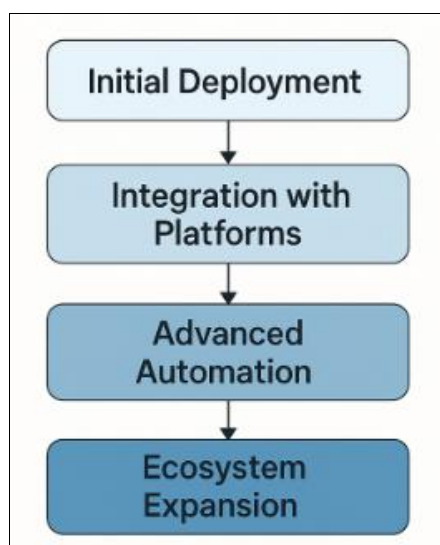 Initial Deployment
Integration with
Platforms
Advanced
Automation
Ecosystem
Expansion